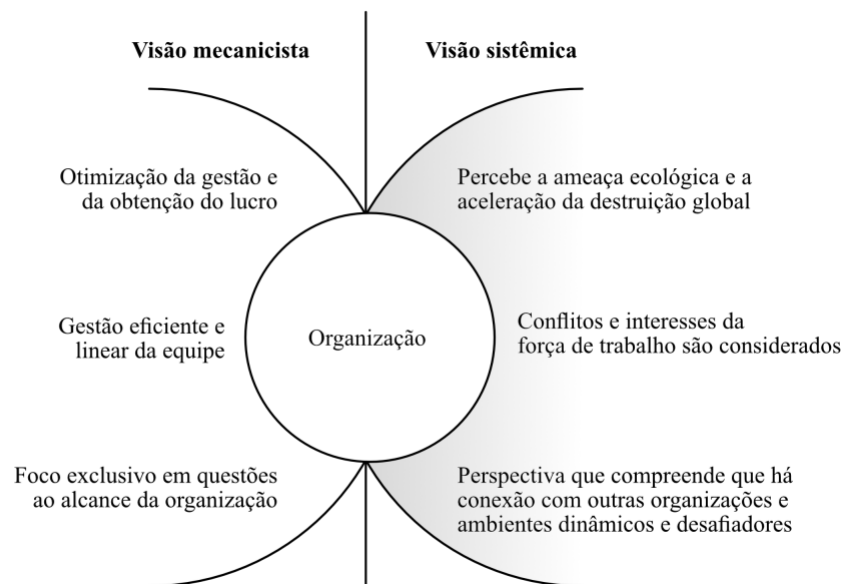 Visão mecanicista
Visão sistêmica
Otimização da gestão e
da obtenção do lucro
Percebe a ameaça ecológica e a
aceleração da destruição global
Gestão eficiente e
linear da equipe
Organização
Conflitos e interesses da
força de trabalho são considerados
Foco exclusivo em questões
ao alcance da organização
Perspectiva que compreende que há
conexão com outras organizações e
ambientes dinâmicos e desafiadores